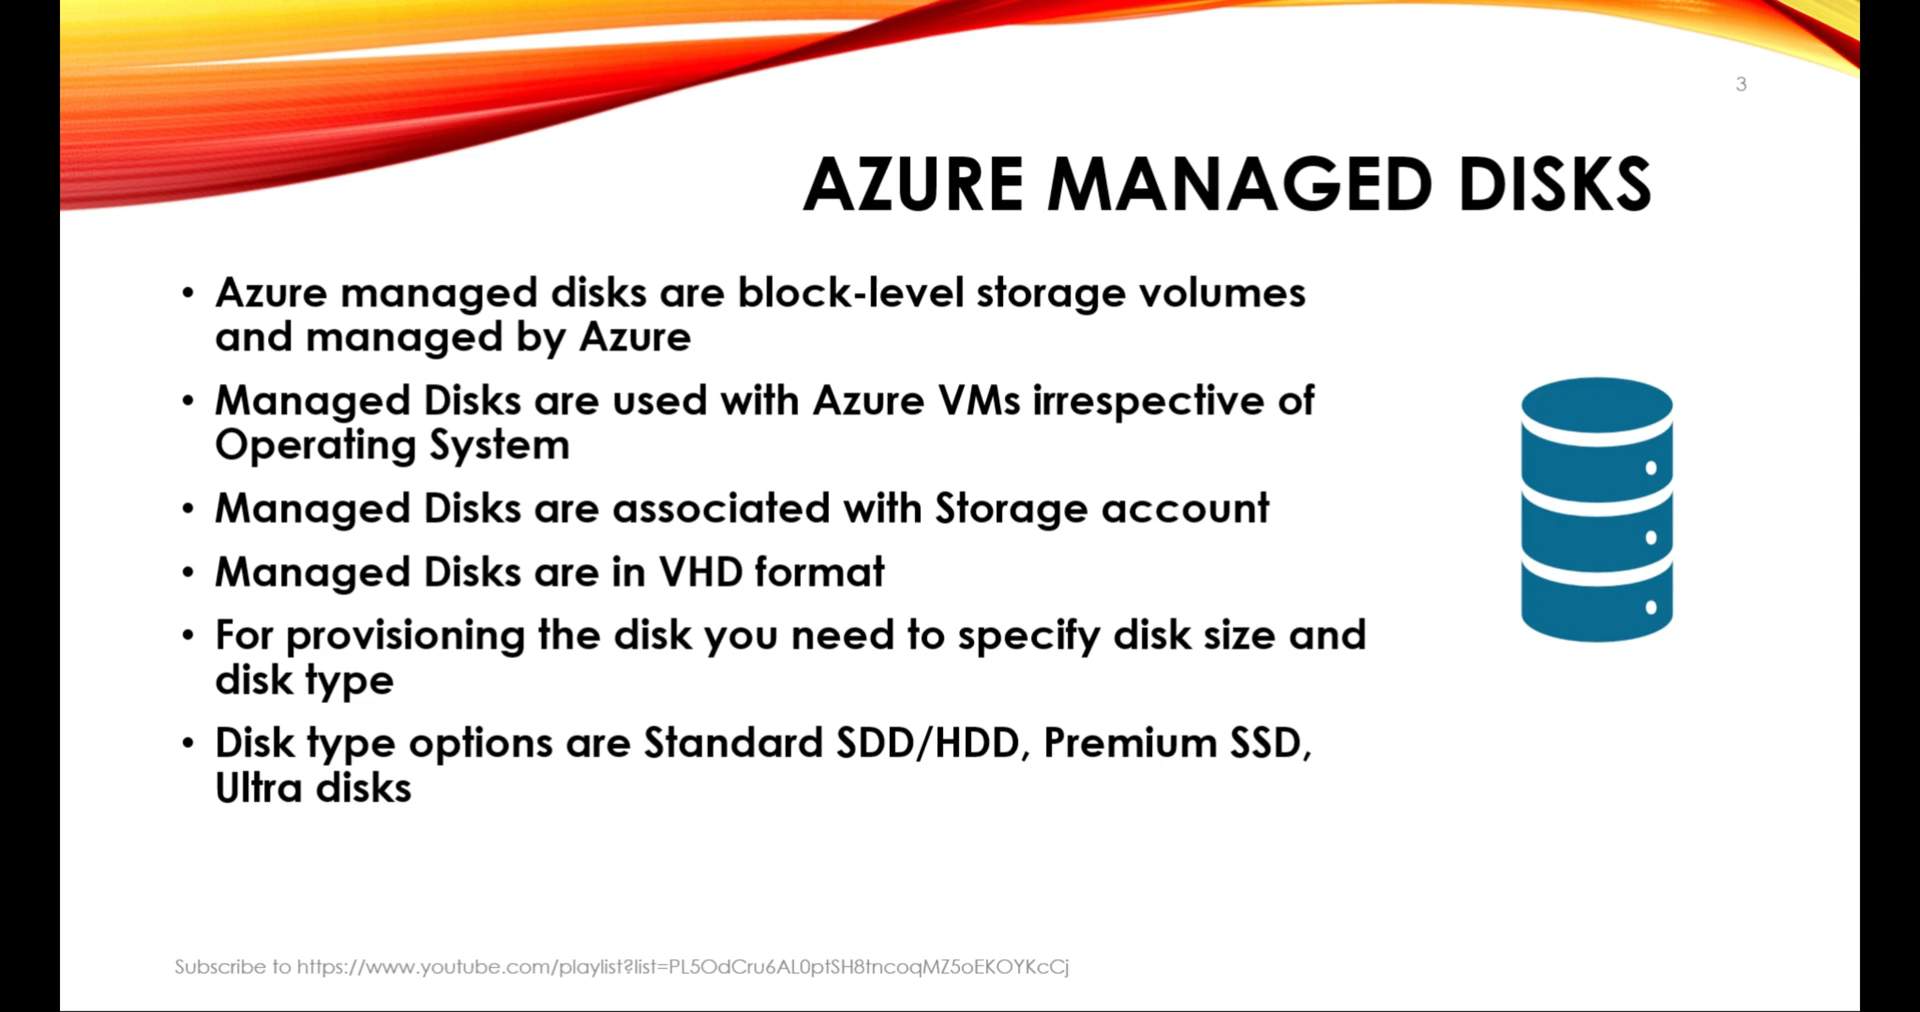 3
AZURE MANAGED DISKS
• Azure managed disks are block-level storage volumes
and managed by Azure
• Managed Disks are used with Azure VMs irrespective of
Operating System
• Managed Disks are associated with Storage account
• Managed Disks are in VHD format
• For provisioning the disk you need to specify disk size and
disk type
• Disk type options are Standard SDD/HDD, Premium SSD,
Ultra disks
Subscribe to https://www.youtube.com/playlist?list=PL5OdCru6AL0ptSH8tncoqMZ5oEKOYKcCj